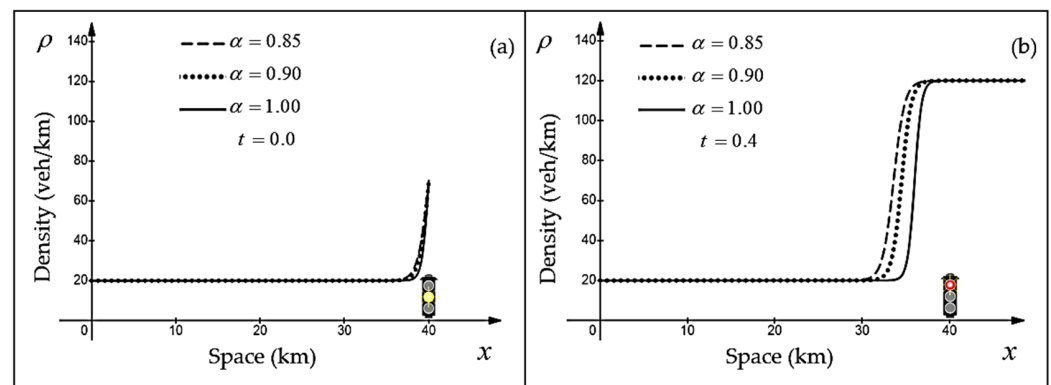 ρ
140
120
100
80
60
40
20
0
Density (veh/km)
α = 0.85
α = 0.90
α = 1.00
t = 0.0
(a)
10
20
30
40
Space (km)
x
ρ
140
120
100
80
60
40
20
0
Density (veh/km)
α = 0.85
α = 0.90
α = 1.00
t = 0.4
(b)
10
20
30
40
Space (km)
x